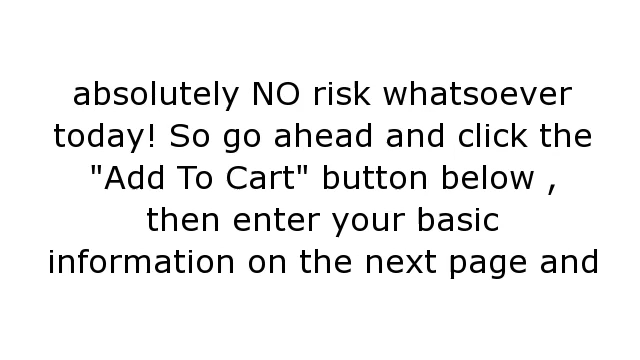 absolutely NO risk whatsoever
today! So go ahead and click the
"Add To Cart" button below ,
then enter your basic
information on the next page and